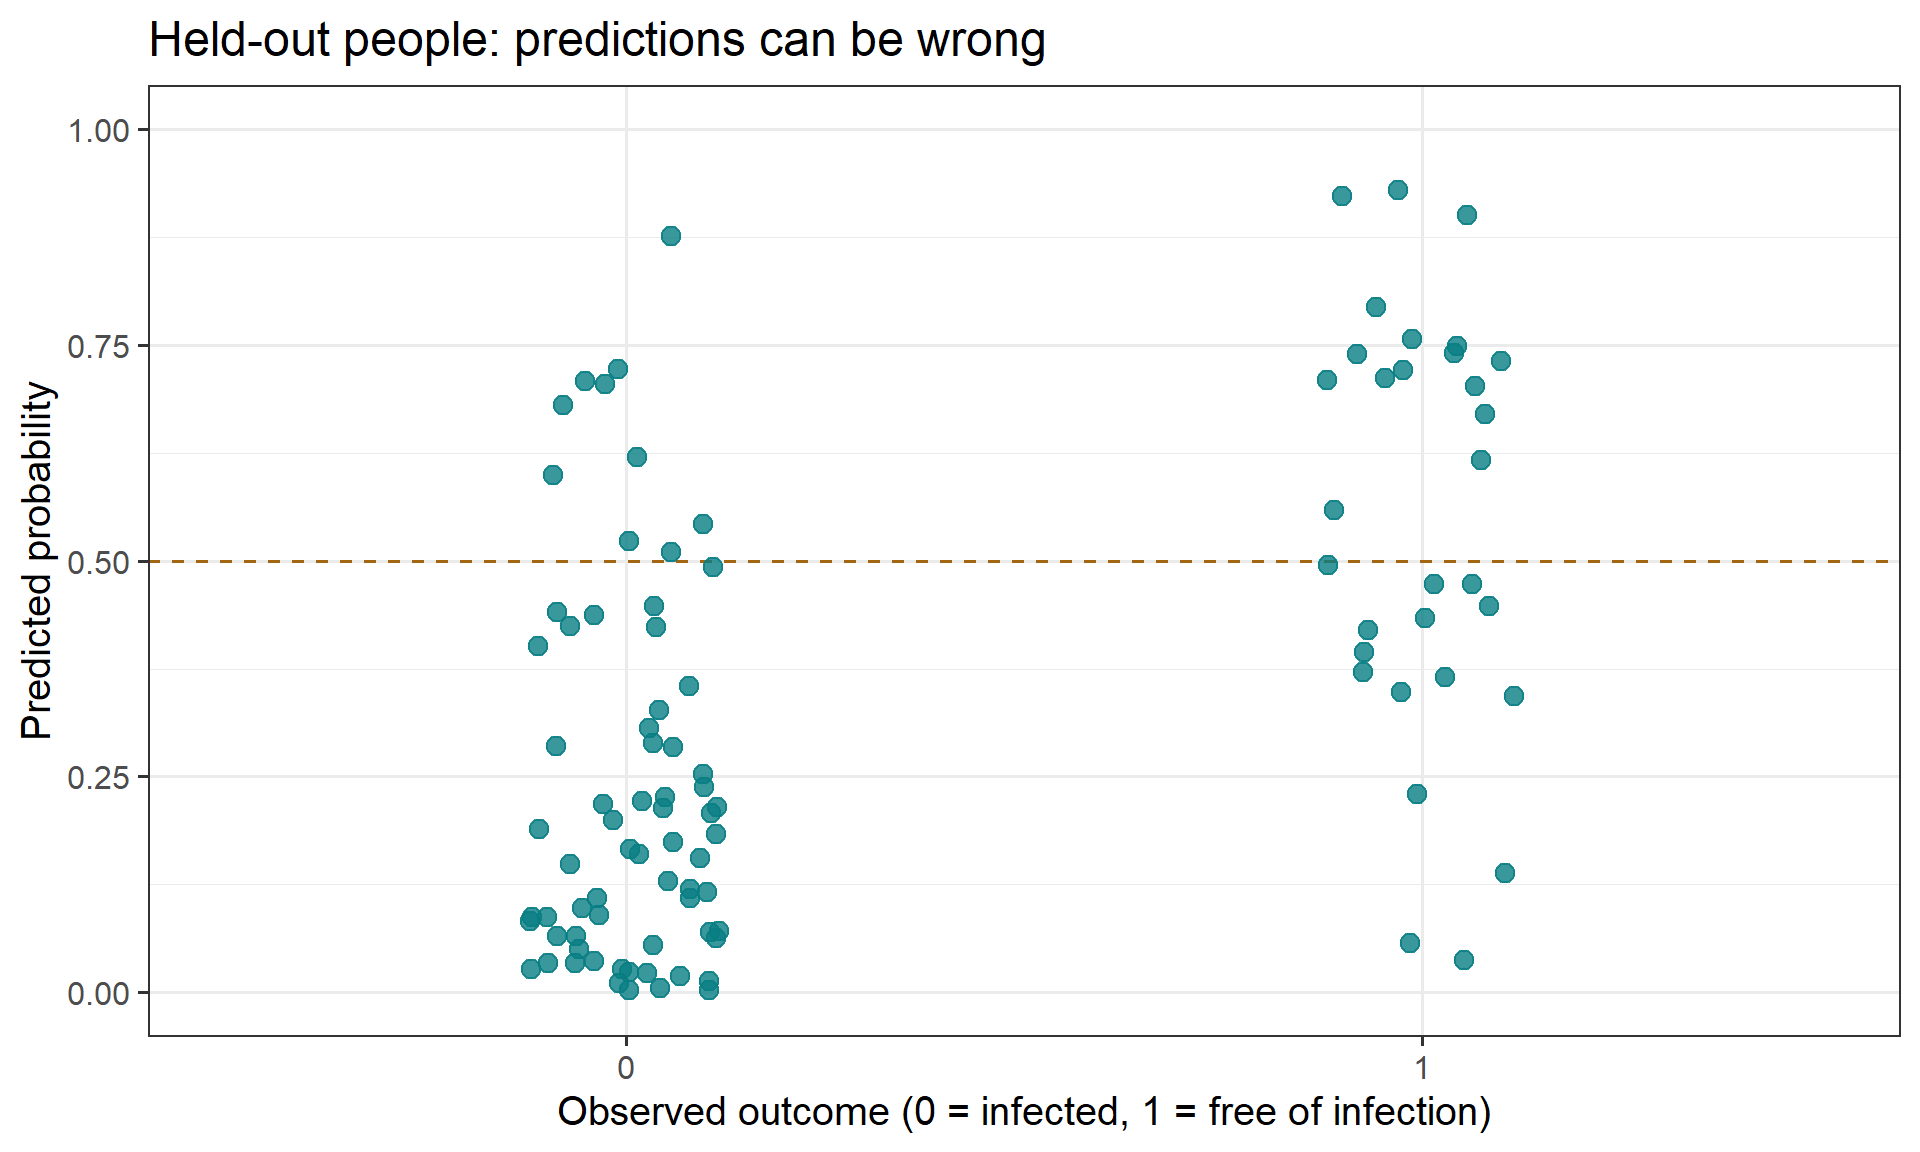 Held-out people: predictions can be wrong
Predicted probability
1.00
0.75
0.50
0.25
0.00
0
1
Observed outcome (0 = infected, 1 = free of infection)